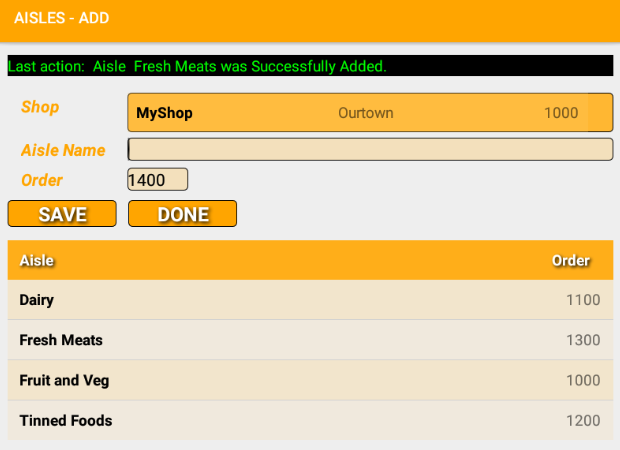 AISLES - ADD
Last action:  Aisle  Fresh Meats was Successfully Added.
Shop MyShop Ourtown 1000
Aisle Name
Order 1400
SAVE DONE
Aisle Order
Dairy 1100
Fresh Meats 1300
Fruit and Veg 1000
Tinned Foods 1200